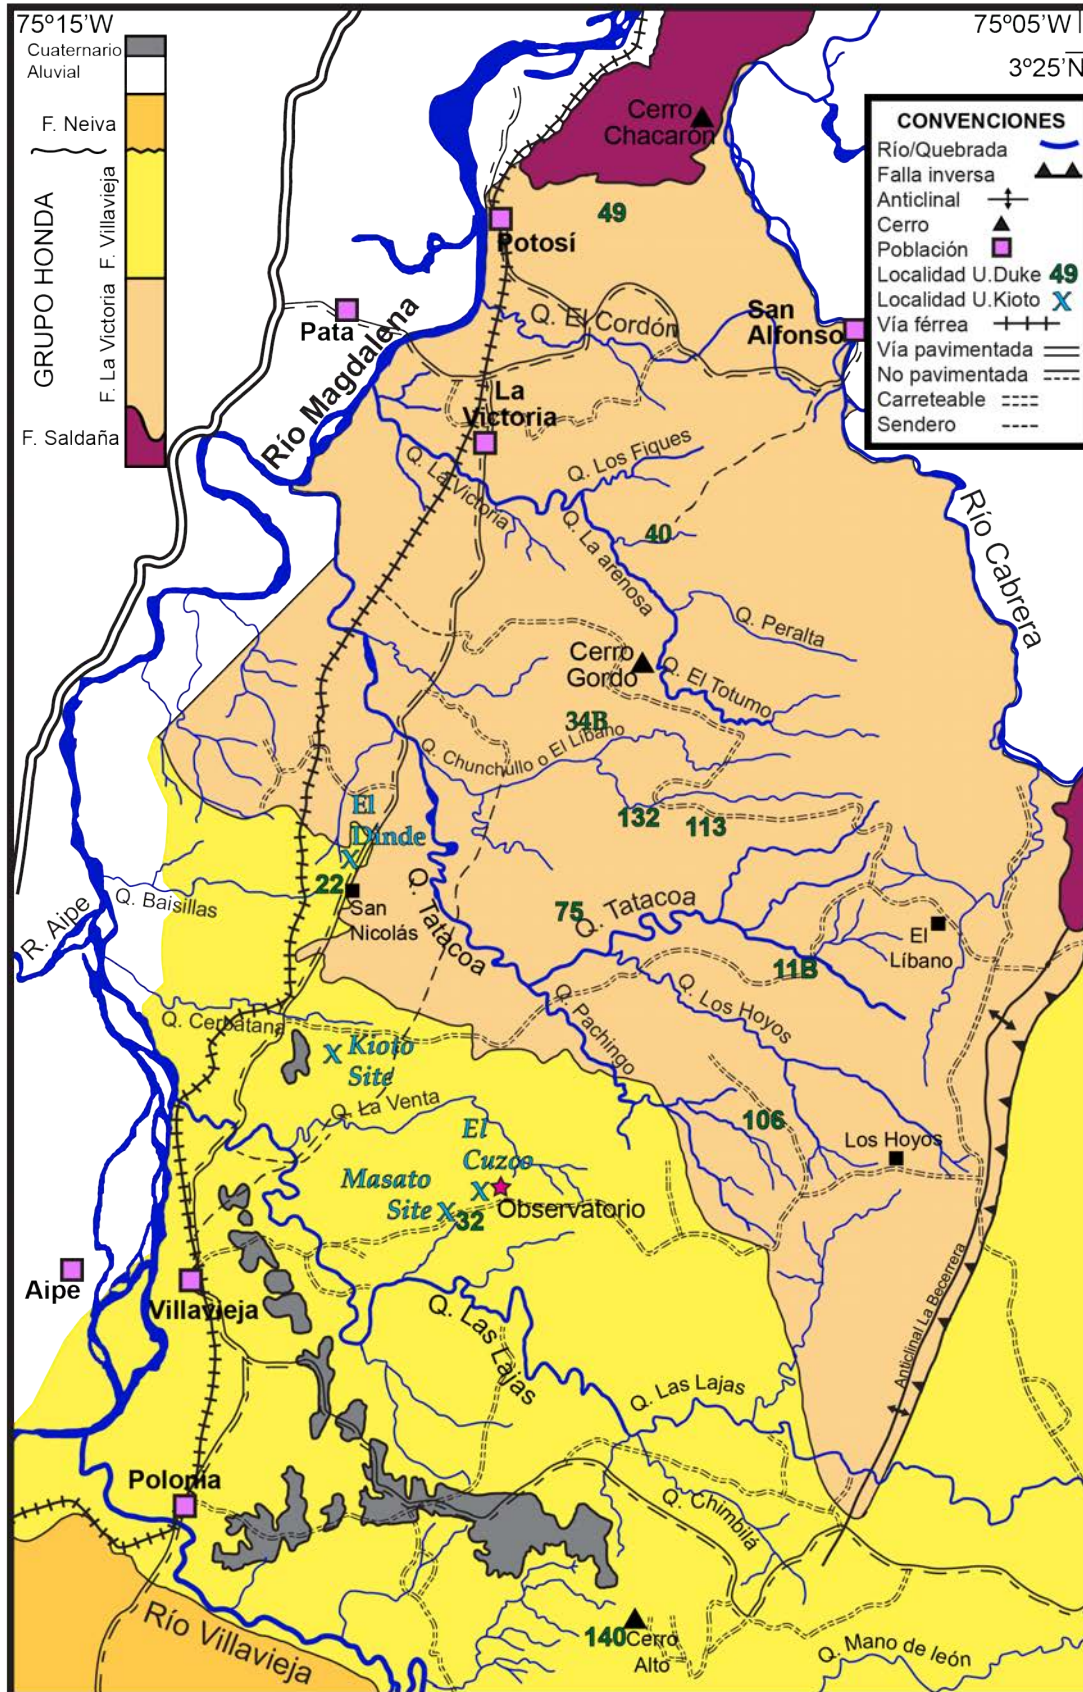 75º15'W
75º05'W
3º25'N
Cuaternario
Aluvial
F. Neiva
GRUPO HONDA
F. La Victoria
F. Villavieja
F. Saldaña
CONVENCIONES
Río/Quebrada
Falla inversa
Anticlinal
Cerro
Población
Localidad U.Duke 49
Localidad U.Kioto X
Vía férrea
Vía pavimentada
No pavimentada
Carreteable
Sendero
Cerro
Chacarón
49
Potosí
Pata
Río Magdalena
Q. El Cordón
San
Alfonso
La
Victoria
Q. La Victoria
Q. Los Fiques
40
Q. La arenosa
Río Cabrera
Q. Peralta
Cerro
Gordo
Q. El Totumo
34B
Q. Chunchullo o El Líbano
El
Dinde
X
132
113
22
San
Nicolás
Q. Baisillas
R. Aipe
Q. Tatacoa
75
Q. Tatacoa
11B
El
Líbano
Q. Los Hoyos
Q. Pachingo
Q. Cerbatana
X Kioto
Site
Q. La Venta
106
Los Hoyos
El
Cuzco
X
Masato
Site X
32
Observatorio
Aipe
Villavieja
Q. Las Lajas
Q. Las Lajas
Anticlinal La Becerrera
Polonia
Q. Chimbilá
Río Villavieja
140
Cerro
Alto
Q. Mano de león